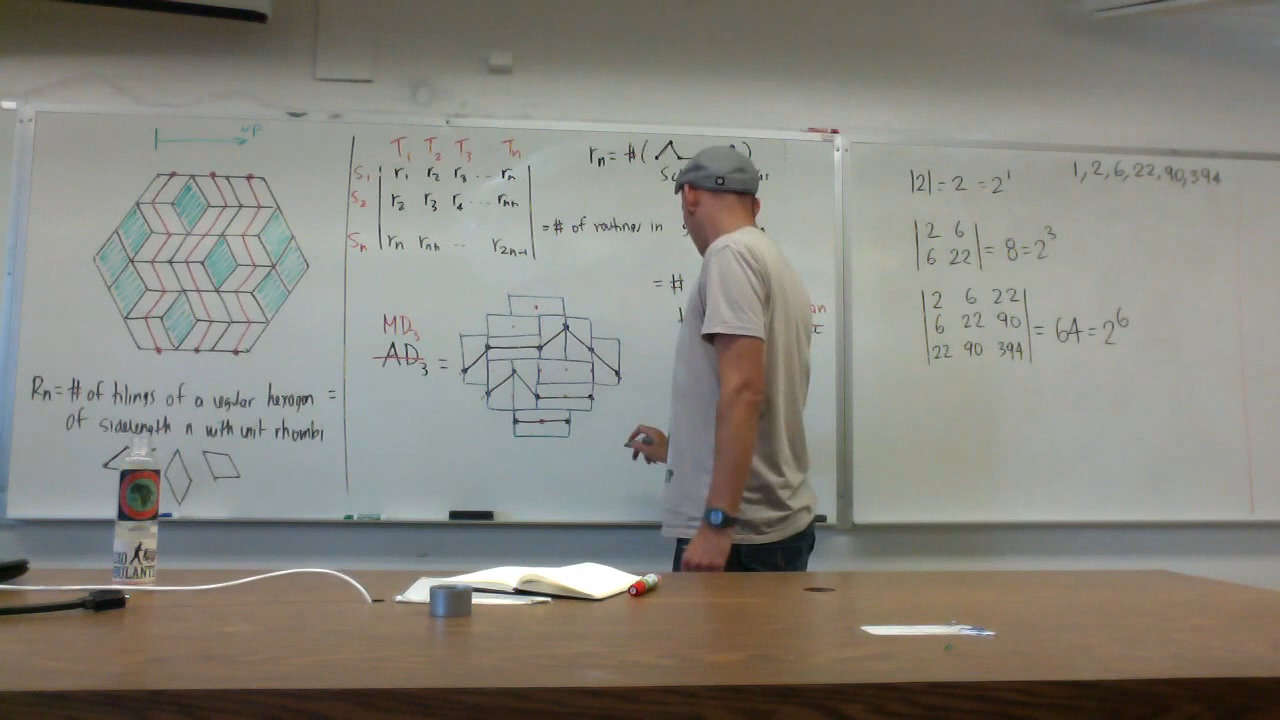 Rn = # of tilings of a regular hexagon =
of sidelength n with unit rhombi
T1 T2 T3 Tn
S1 r1 r2 r3 ... rn
S2 r2 r3 r4 ... rn+1
Sn rn rn+1 ... r2n-1
= # of routings in
= #
rn = # (
MD3
AD3 =
1, 2, 6, 22, 90, 394
|2| = 2 = 2^1
|2 6|
|6 22| = 8 = 2^3
|2 6 22|
|6 22 90| = 64 = 2^6
|22 90 394|